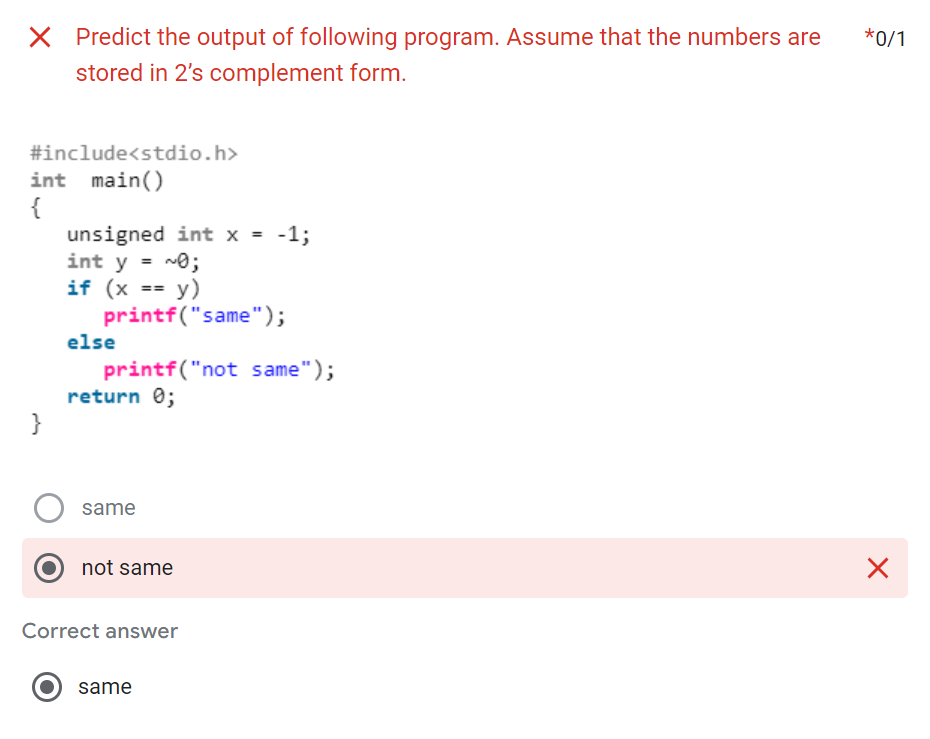 Predict the output of following program. Assume that the numbers are *0/1
stored in 2’s complement form.
#include<stdio.h>
int  main()
{
   unsigned int x = -1;
   int y = ~0;
   if (x == y)
      printf("same");
   else
      printf("not same");
   return 0;
}
same
not same
Correct answer
same